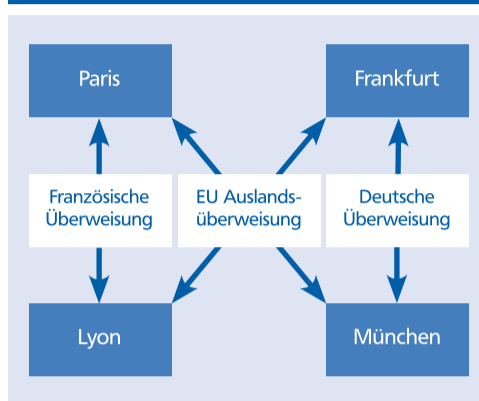 Paris
Frankfurt
Französische
Überweisung
EU Auslands-
überweisung
Deutsche
Überweisung
Lyon
München